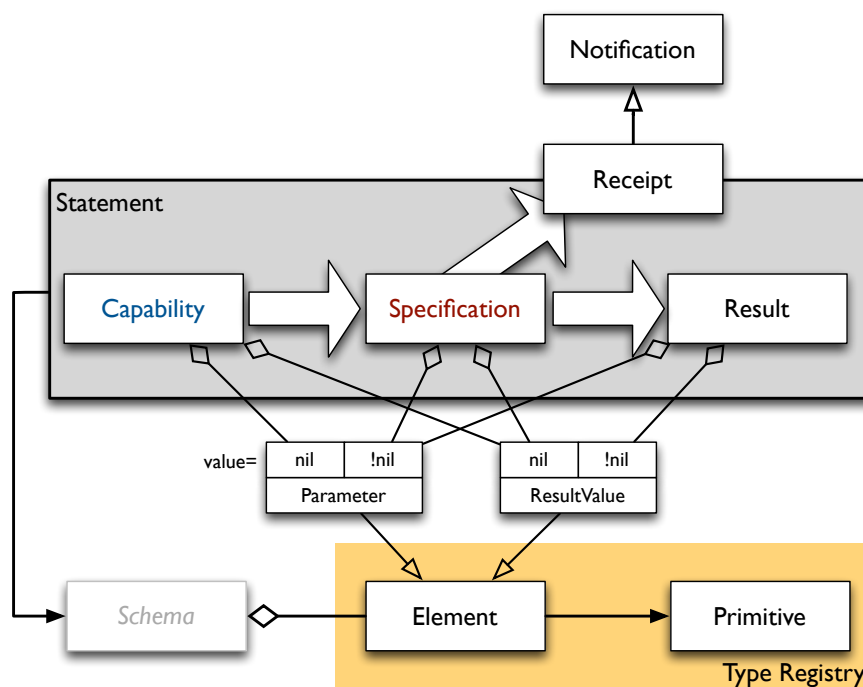 Notification
Receipt
Statement
Capability
Specification
Result
value=
nil
!nil
nil
!nil
Parameter
ResultValue
Schema
Element
Primitive
Type Registry